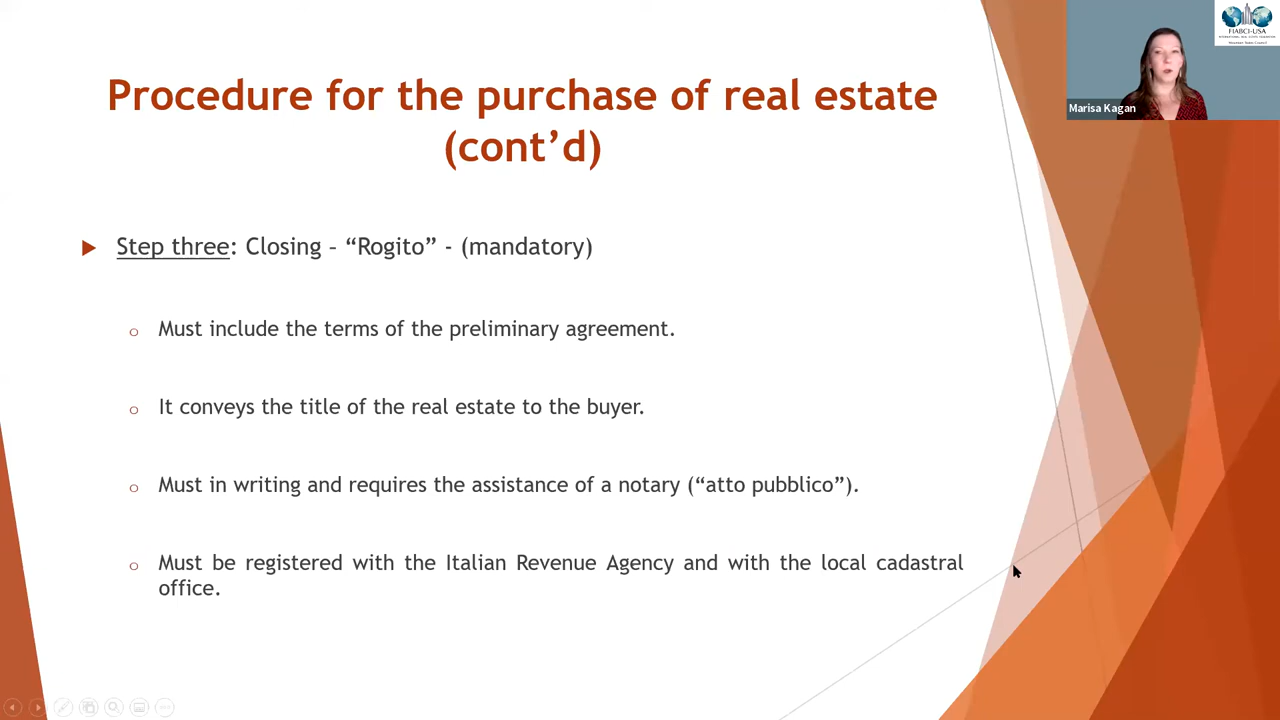 FIABCI-USA
Marisa Kagan
Procedure for the purchase of real estate
(cont’d)
Step three: Closing – “Rogito” - (mandatory)
Must include the terms of the preliminary agreement.
It conveys the title of the real estate to the buyer.
Must in writing and requires the assistance of a notary (“atto pubblico”).
Must be registered with the Italian Revenue Agency and with the local cadastral
office.